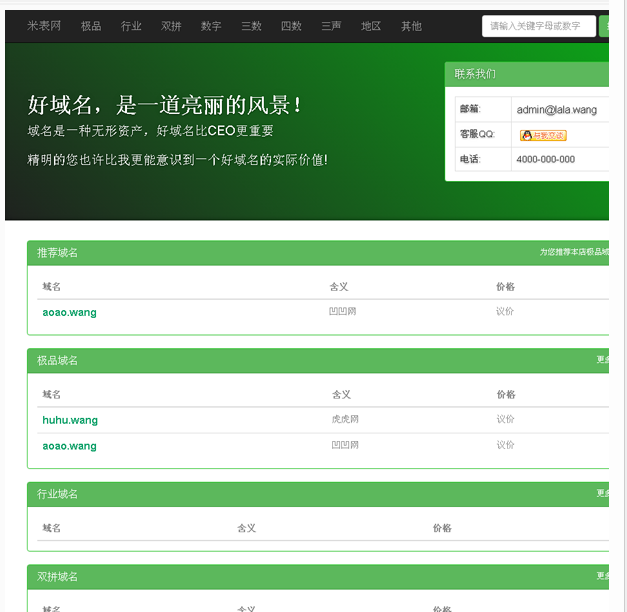 米表网 极品 行业 双拼 数字 三数 四数 三声 地区 其他 请输入关键字母或数字
好域名，是一道亮丽的风景！
域名是一种无形资产，好域名比CEO更重要
精明的您也许比我更能意识到一个好域名的实际价值!
联系我们
邮箱: admin@lala.wang
客服QQ: 与我交谈
电话: 4000-000-000
推荐域名 为您推荐本店极品域
域名 含义 价格
aoao.wang 凹凹网 议价
极品域名 更多
域名 含义 价格
huhu.wang 虎虎网 议价
aoao.wang 凹凹网 议价
行业域名 更多
域名 含义 价格
双拼域名 更多
域名 含义 价格